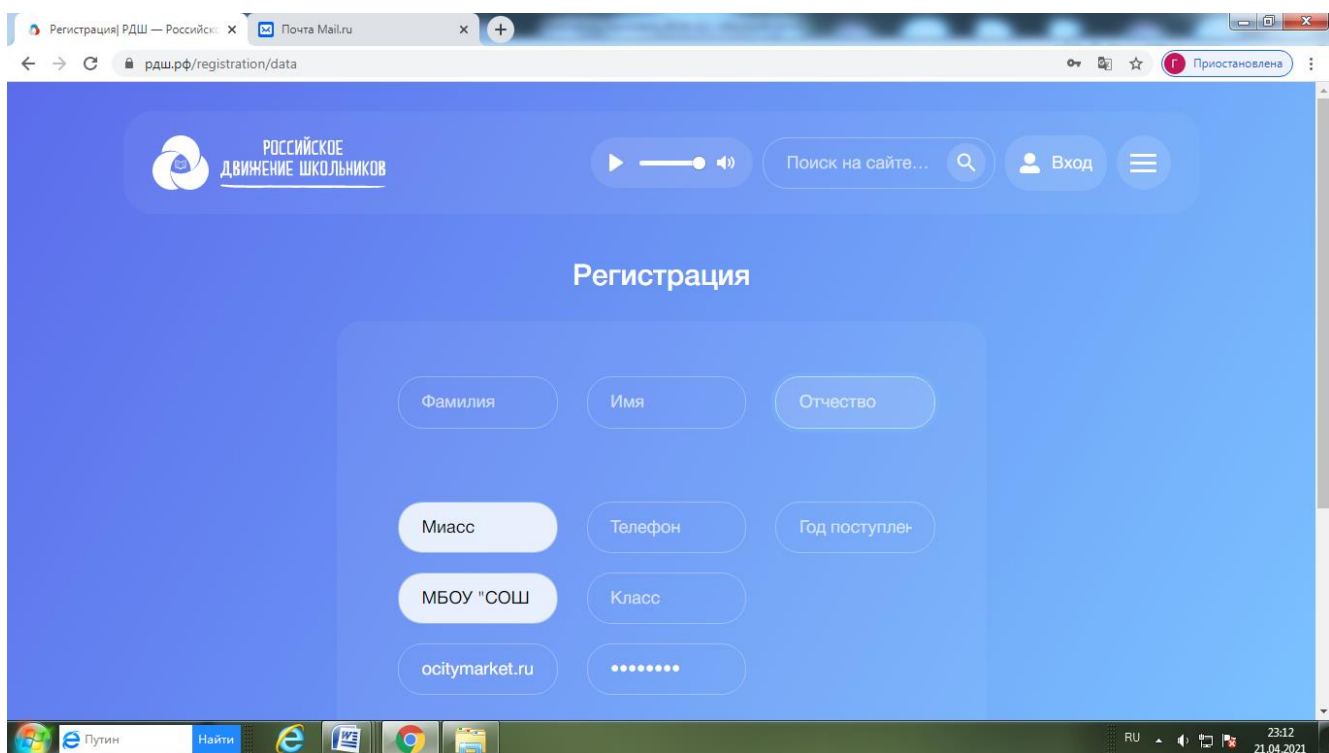 Регистрация| РДШ — Российско
Почта Mail.ru
рдш.рф/registration/data
Г Приостановлена
РОССИЙСКОЕ
ДВИЖЕНИЕ ШКОЛЬНИКОВ
Поиск на сайте...
Вход
Регистрация
Фамилия Имя Отчество
Миасс Телефон Год поступлен
МБОУ "СОШ Класс
ocitymarket.ru ••••••••
Путин Найти
RU
23:12
21.04.2021